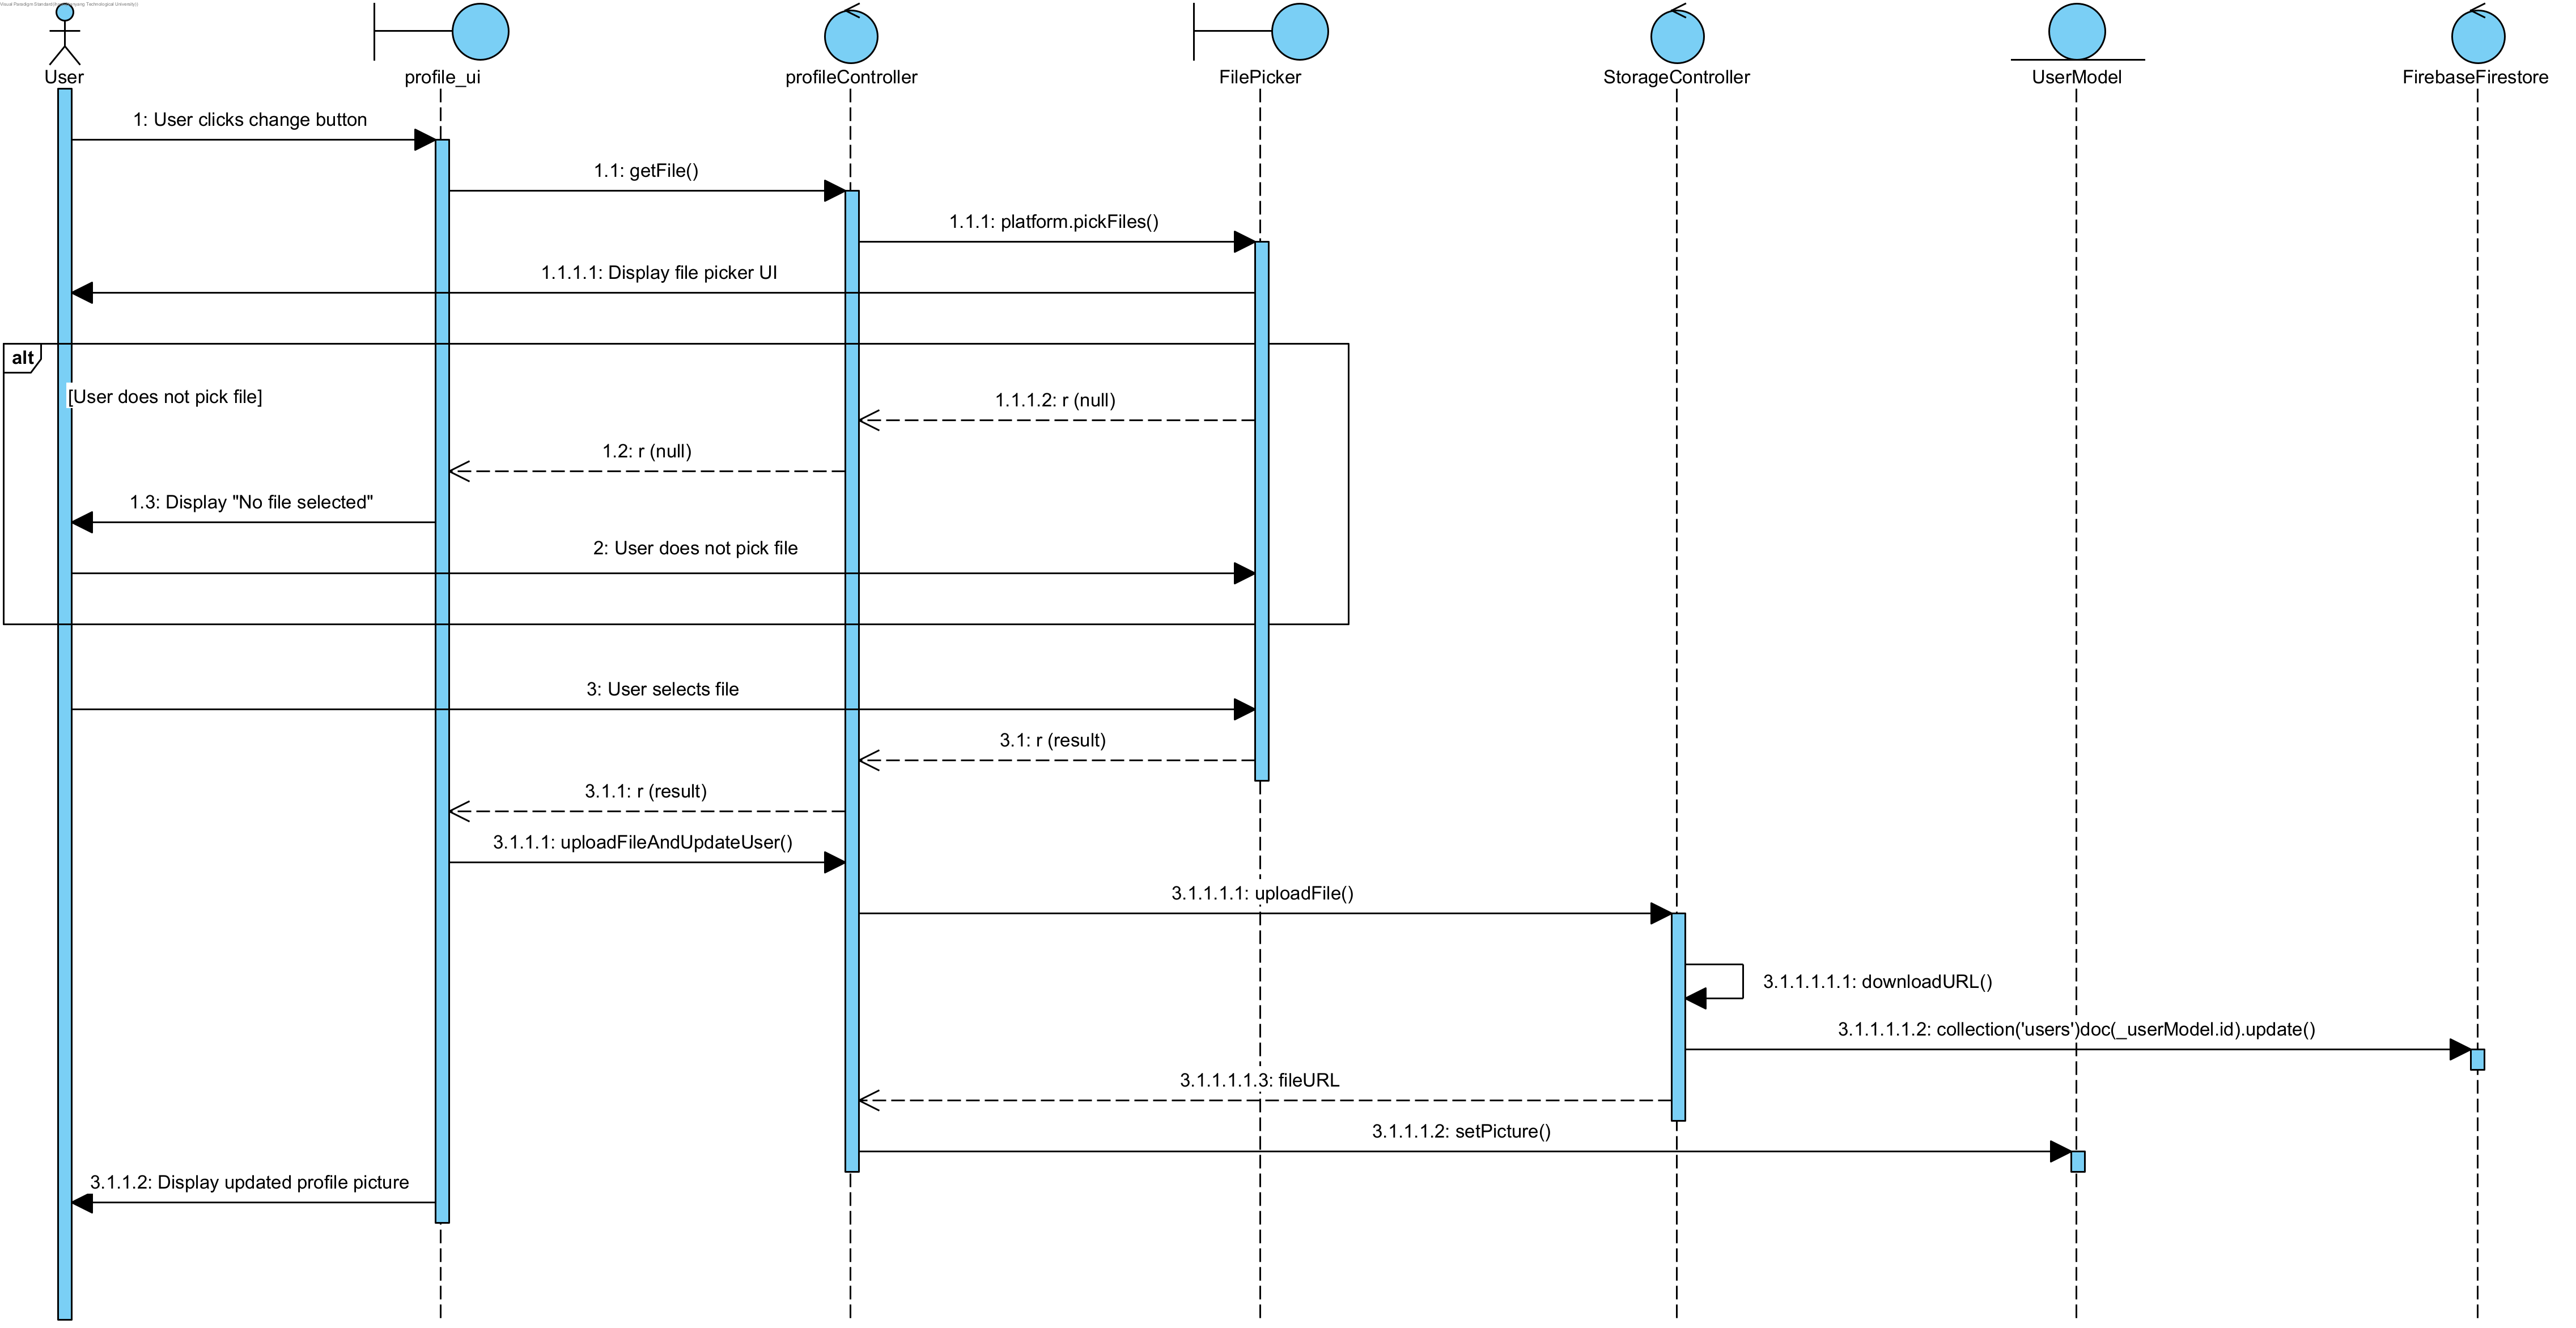 User
profile_ui
profileController
FilePicker
StorageController
UserModel
FirebaseFirestore
1: User clicks change button
1.1: getFile()
1.1.1: platform.pickFiles()
1.1.1.1: Display file picker UI
alt
[User does not pick file]
1.1.1.2: r (null)
1.2: r (null)
1.3: Display "No file selected"
2: User does not pick file
3: User selects file
3.1: r (result)
3.1.1: r (result)
3.1.1.1: uploadFileAndUpdateUser()
3.1.1.1.1: uploadFile()
3.1.1.1.1.1: downloadURL()
3.1.1.1.1.2: collection('users')doc(_userModel.id).update()
3.1.1.1.1.3: fileURL
3.1.1.1.2: setPicture()
3.1.1.2: Display updated profile picture